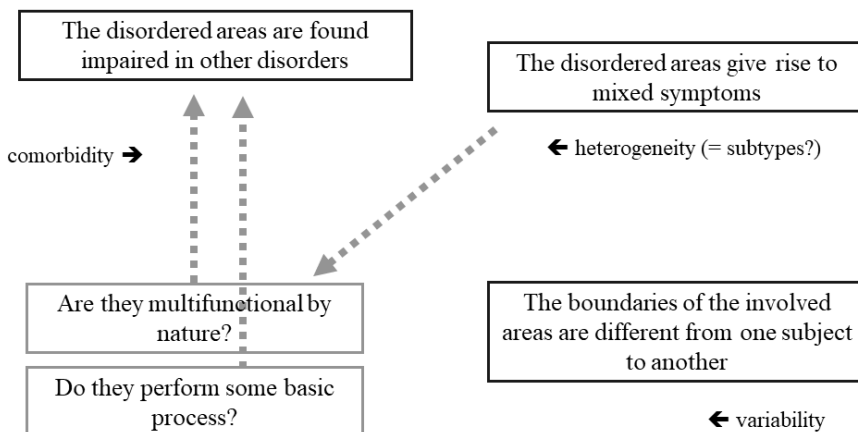 The disordered areas are found
impaired in other disorders
The disordered areas give rise to
mixed symptoms
comorbidity →
← heterogeneity (= subtypes?)
Are they multifunctional by
nature?
Do they perform some basic
process?
The boundaries of the involved
areas are different from one subject
to another
← variability